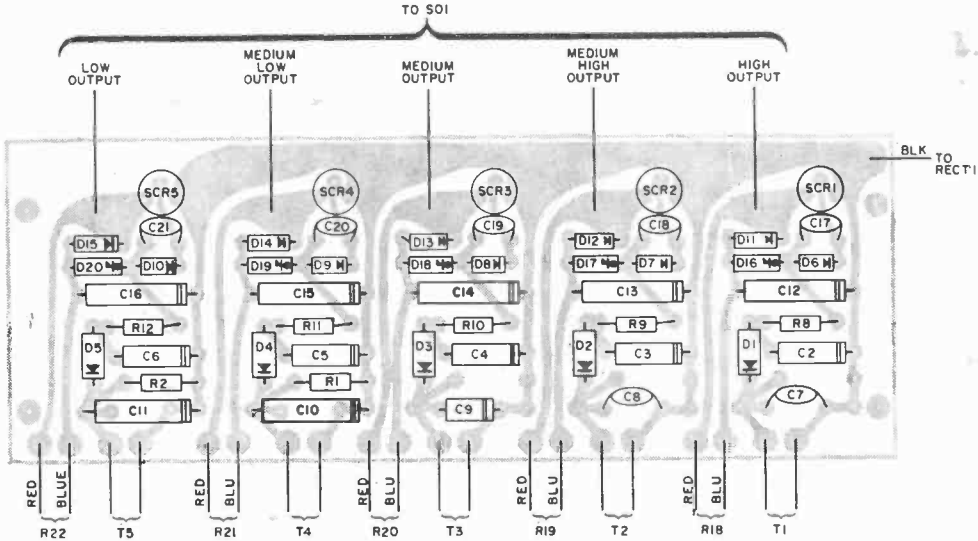 TO SO1
LOW
OUTPUT
MEDIUM
LOW
OUTPUT
MEDIUM
OUTPUT
MEDIUM
HIGH
OUTPUT
HIGH
OUTPUT
BLK
TO
RECT1
SCR5
SCR4
SCR3
SCR2
SCR1
C21
C20
C19
C18
C17
D15
D14
D13
D12
D11
D20
D10
D19
D9
D18
D8
D17
D7
D16
D6
C16
C15
C14
C13
C12
R12
R11
R10
R9
R8
D5
C6
D4
C5
D3
C4
D2
C3
D1
C2
R2
R1
C11
C10
C9
C8
C7
RED
BLUE
RED
BLU
RED
BLU
RED
BLU
RED
BLU
R22
T5
R21
T4
R20
T3
R19
T2
R18
T1